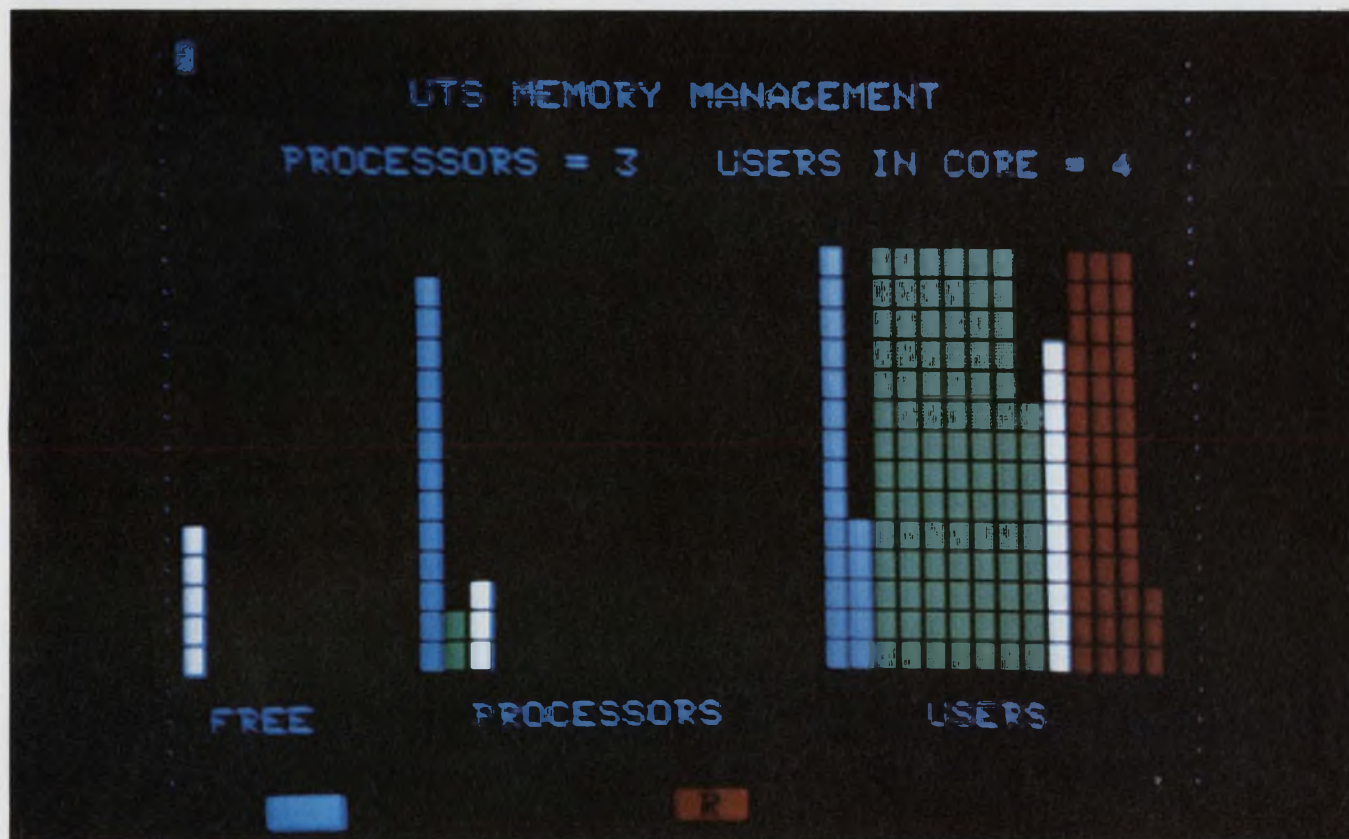 UTS MEMORY MANAGEMENT
PROCESSORS = 3 USERS IN CORE = 4
FREE PROCESSORS USERS
R